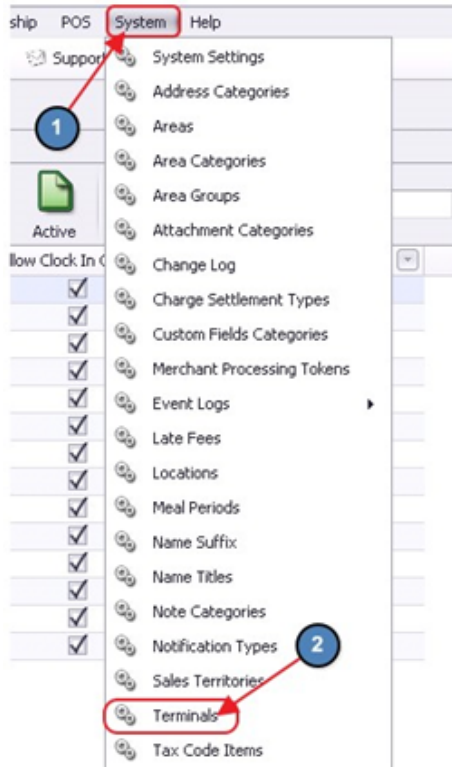 ship POS System Help
Support
System Settings
Address Categories
1
Areas
Area Categories
Area Groups
Active
Attachment Categories
llow Clock In
Change Log
Charge Settlement Types
Custom Fields Categories
Merchant Processing Tokens
Event Logs
Late Fees
Locations
Meal Periods
Name Suffix
Name Titles
Note Categories
Notification Types
2
Sales Territories
Terminals
Tax Code Items